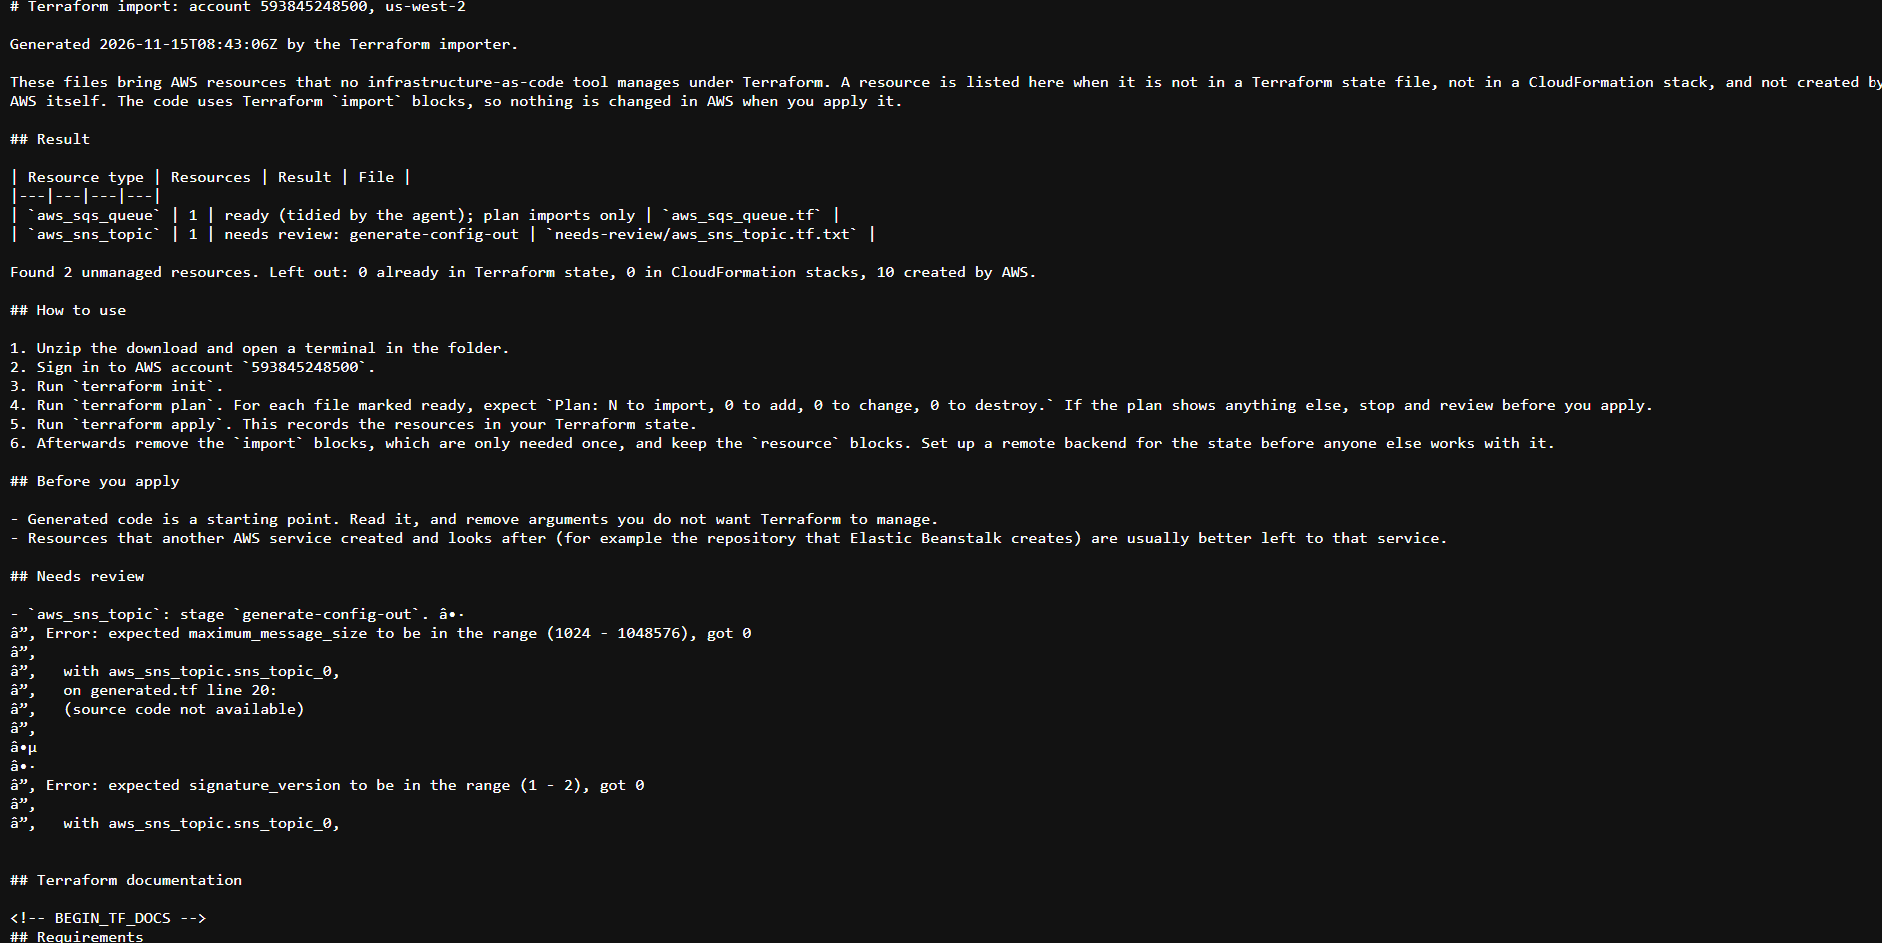 # Terraform import: account 593845248500, us-west-2
Generated 2026-11-15T08:43:06Z by the Terraform importer.
These files bring AWS resources that no infrastructure-as-code tool manages under Terraform. A resource is listed here when it is not in a Terraform state file, not in a CloudFormation stack, and not created by
AWS itself. The code uses Terraform `import` blocks, so nothing is changed in AWS when you apply it.
## Result
| Resource type | Resources | Result | File |
|---|---|---|---|
| `aws_sqs_queue` | 1 | ready (tidied by the agent); plan imports only | `aws_sqs_queue.tf` |
| `aws_sns_topic` | 1 | needs review: generate-config-out | `needs-review/aws_sns_topic.tf.txt` |
Found 2 unmanaged resources. Left out: 0 already in Terraform state, 0 in CloudFormation stacks, 10 created by AWS.
## How to use
1. Unzip the download and open a terminal in the folder.
2. Sign in to AWS account `593845248500`.
3. Run `terraform init`.
4. Run `terraform plan`. For each file marked ready, expect `Plan: N to import, 0 to add, 0 to change, 0 to destroy.` If the plan shows anything else, stop and review before you apply.
5. Run `terraform apply`. This records the resources in your Terraform state.
6. Afterwards remove the `import` blocks, which are only needed once, and keep the `resource` blocks. Set up a remote backend for the state before anyone else works with it.
## Before you apply
- Generated code is a starting point. Read it, and remove arguments you do not want Terraform to manage.
- Resources that another AWS service created and looks after (for example the repository that Elastic Beanstalk creates) are usually better left to that service.
## Needs review
- `aws_sns_topic`: stage `generate-config-out`. â•·
â”‚ Error: expected maximum_message_size to be in the range (1024 - 1048576), got 0
â”‚
â”‚   with aws_sns_topic.sns_topic_0,
â”‚   on generated.tf line 20:
â”‚   (source code not available)
â”‚
â•µ
â•·
â”‚ Error: expected signature_version to be in the range (1 - 2), got 0
â”‚
â”‚   with aws_sns_topic.sns_topic_0,
## Terraform documentation
<!-- BEGIN_TF_DOCS -->
## Requirements